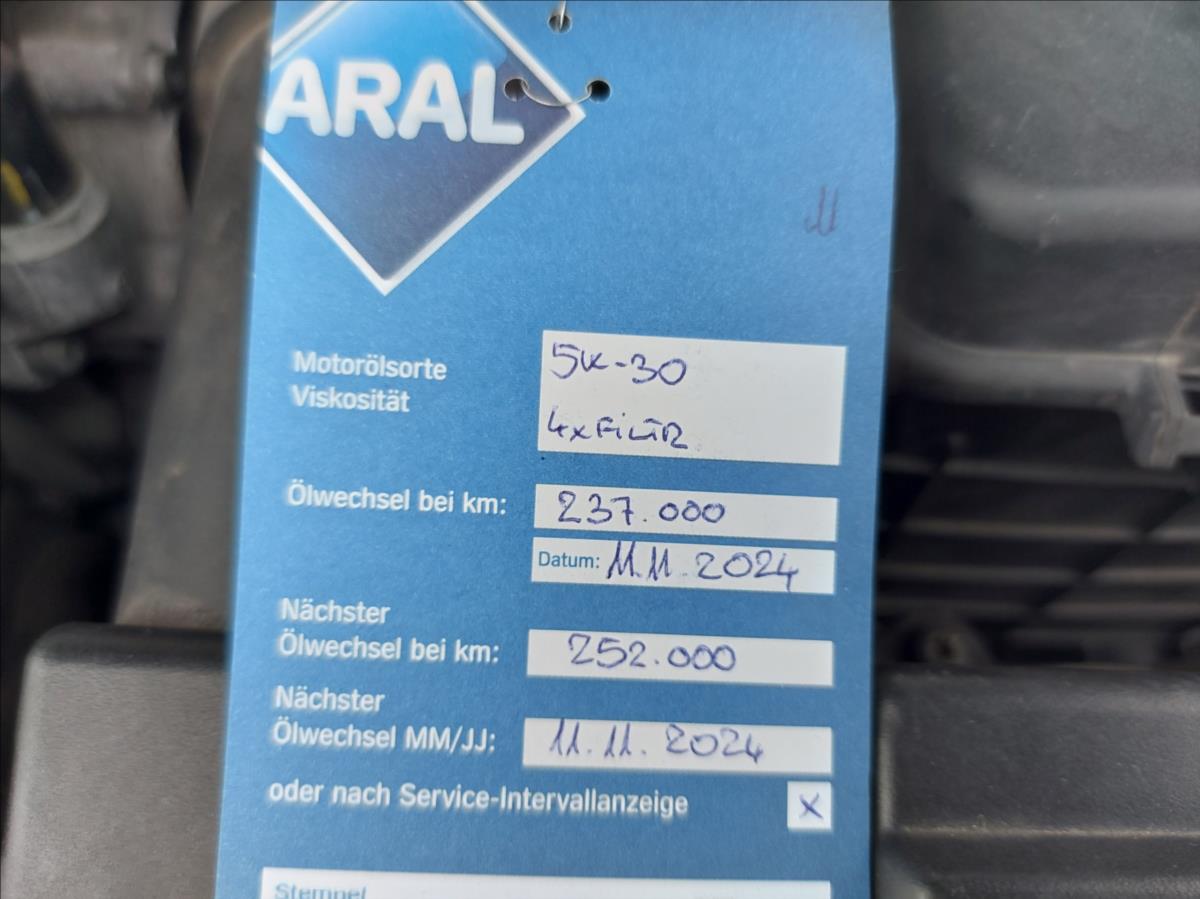 ARAL
Motorölsorte
Viskosität
5W-30
4xFiLTR
Ölwechsel bei km: 237.000
Datum: 11.11.2024
Nächster
Ölwechsel bei km: 252.000
Nächster
Ölwechsel MM/JJ: 11.11.2024
oder nach Service-Intervallanzeige X
Stempel